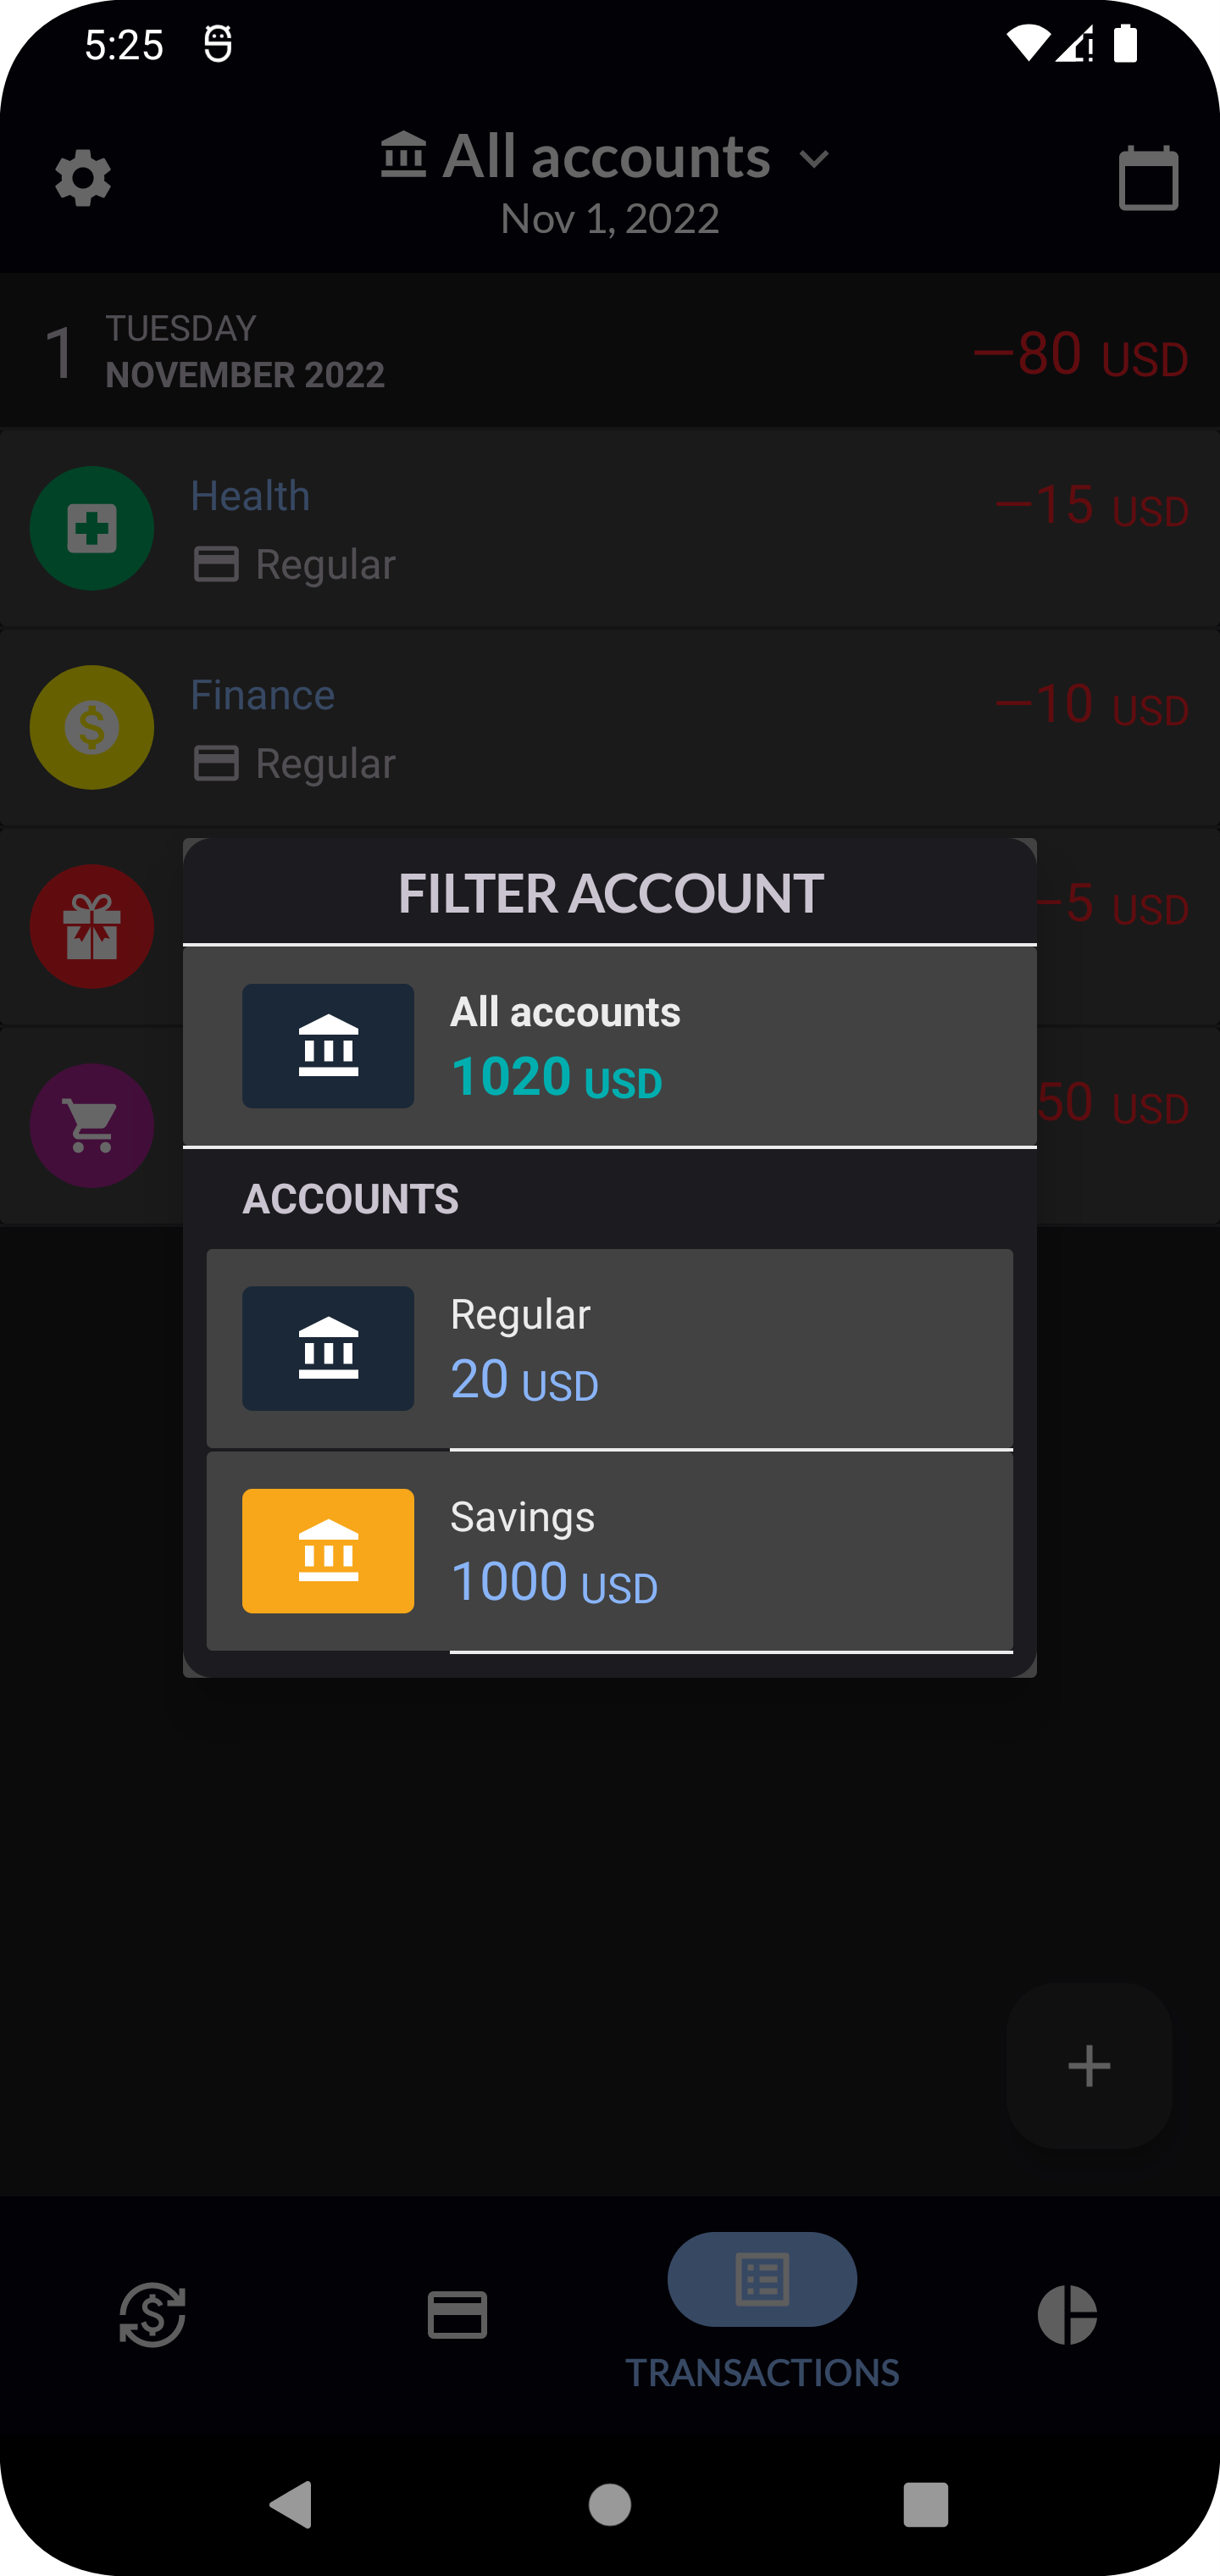 5:25
All accounts
Nov 1, 2022
1 TUESDAY
NOVEMBER 2022
—80 USD
Health
—15 USD
Regular
Finance
—10 USD
Regular
—5 USD
50 USD
FILTER ACCOUNT
All accounts
1020 USD
ACCOUNTS
Regular
20 USD
Savings
1000 USD
TRANSACTIONS